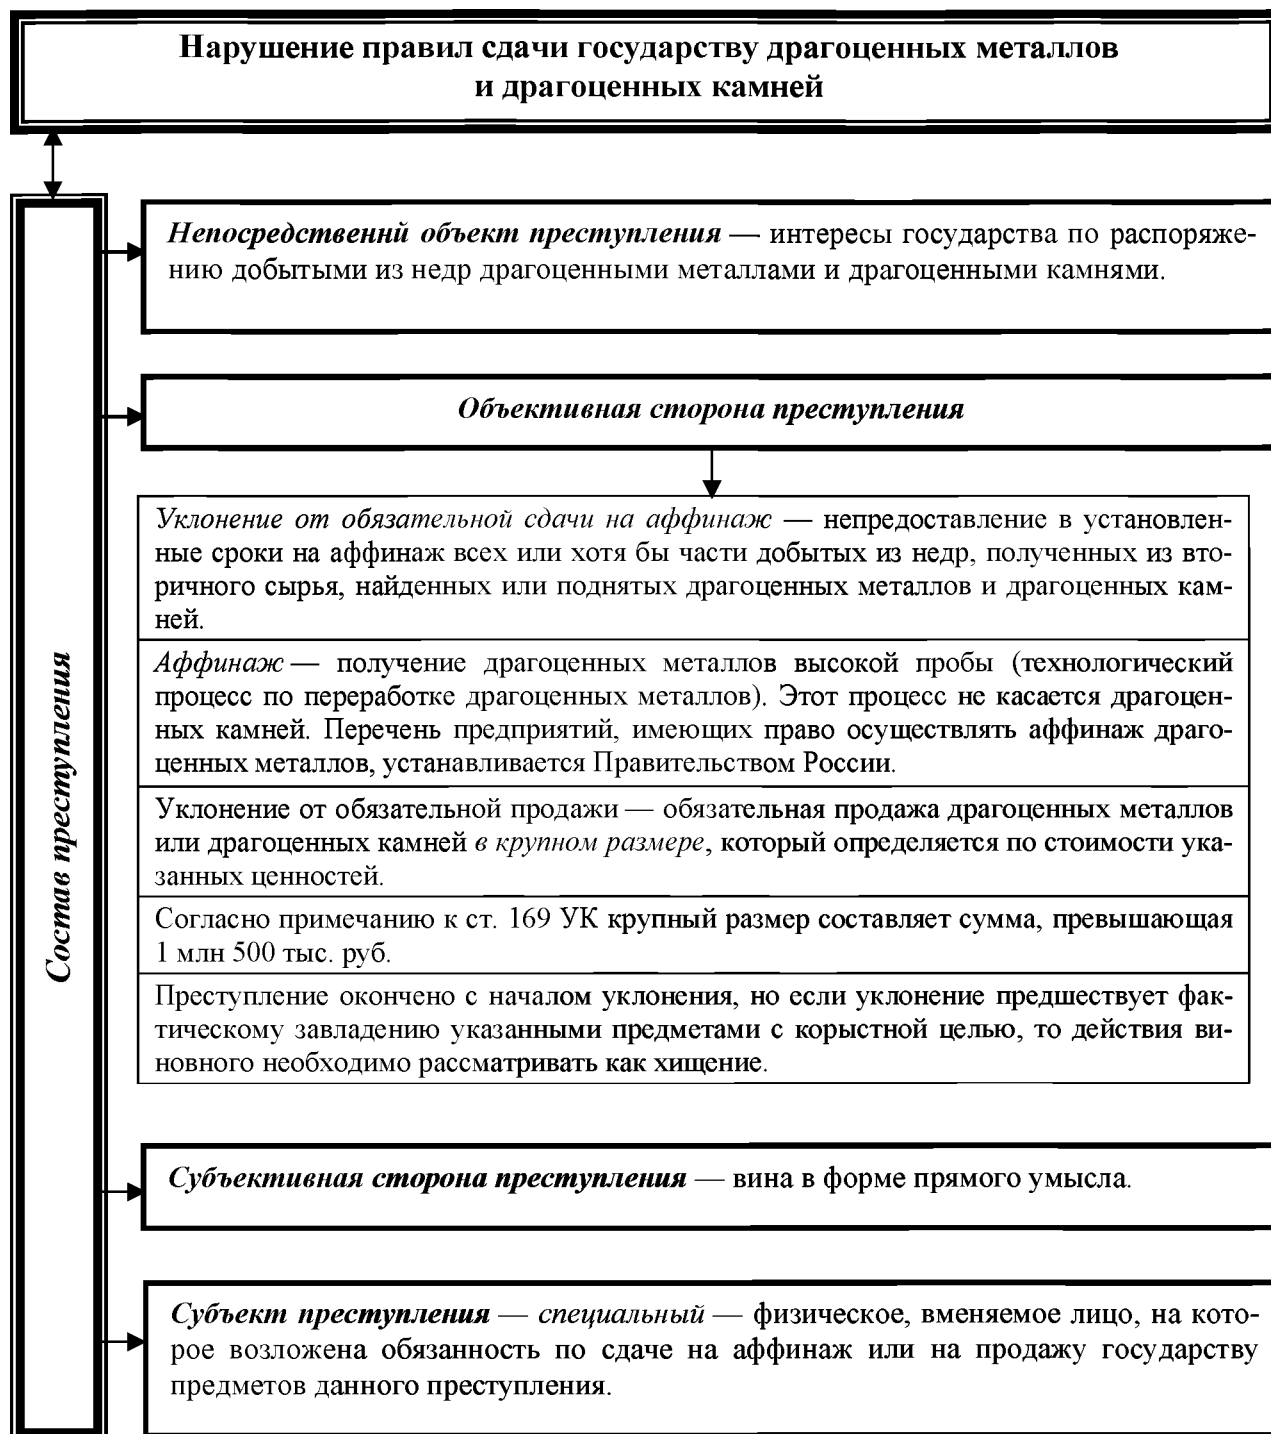 Нарушение правил сдачи государству драгоценных металлов
и драгоценных камней
Непосредственнй объект преступления — интересы государства по распоряже-
нию добытыми из недр драгоценными металлами и драгоценными камнями.
Объективная сторона преступления
Уклонение от обязательной сдачи на аффинаж — непредоставление в установлен-
ные сроки на аффинаж всех или хотя бы части добытых из недр, полученных из вто-
ричного сырья, найденных или поднятых драгоценных металлов и драгоценных кам-
ней.
Аффинаж — получение драгоценных металлов высокой пробы (технологический
процесс по переработке драгоценных металлов). Этот процесс не касается драгоцен-
ных камней. Перечень предприятий, имеющих право осуществлять аффинаж драго-
ценных металлов, устанавливается Правительством России.
Уклонение от обязательной продажи — обязательная продажа драгоценных металлов
или драгоценных камней в крупном размере, который определяется по стоимости ука-
занных ценностей.
Согласно примечанию к ст. 169 УК крупный размер составляет сумма, превышающая
1 млн 500 тыс. руб.
Преступление окончено с началом уклонения, но если уклонение предшествует фак-
тическому завладению указанными предметами с корыстной целью, то действия ви-
новного необходимо рассматривать как хищение.
Состав преступления
Субъективная сторона преступления — вина в форме прямого умысла.
Субъект преступления — специальный — физическое, вменяемое лицо, на кото-
рое возложена обязанность по сдаче на аффинаж или на продажу государству
предметов данного преступления.